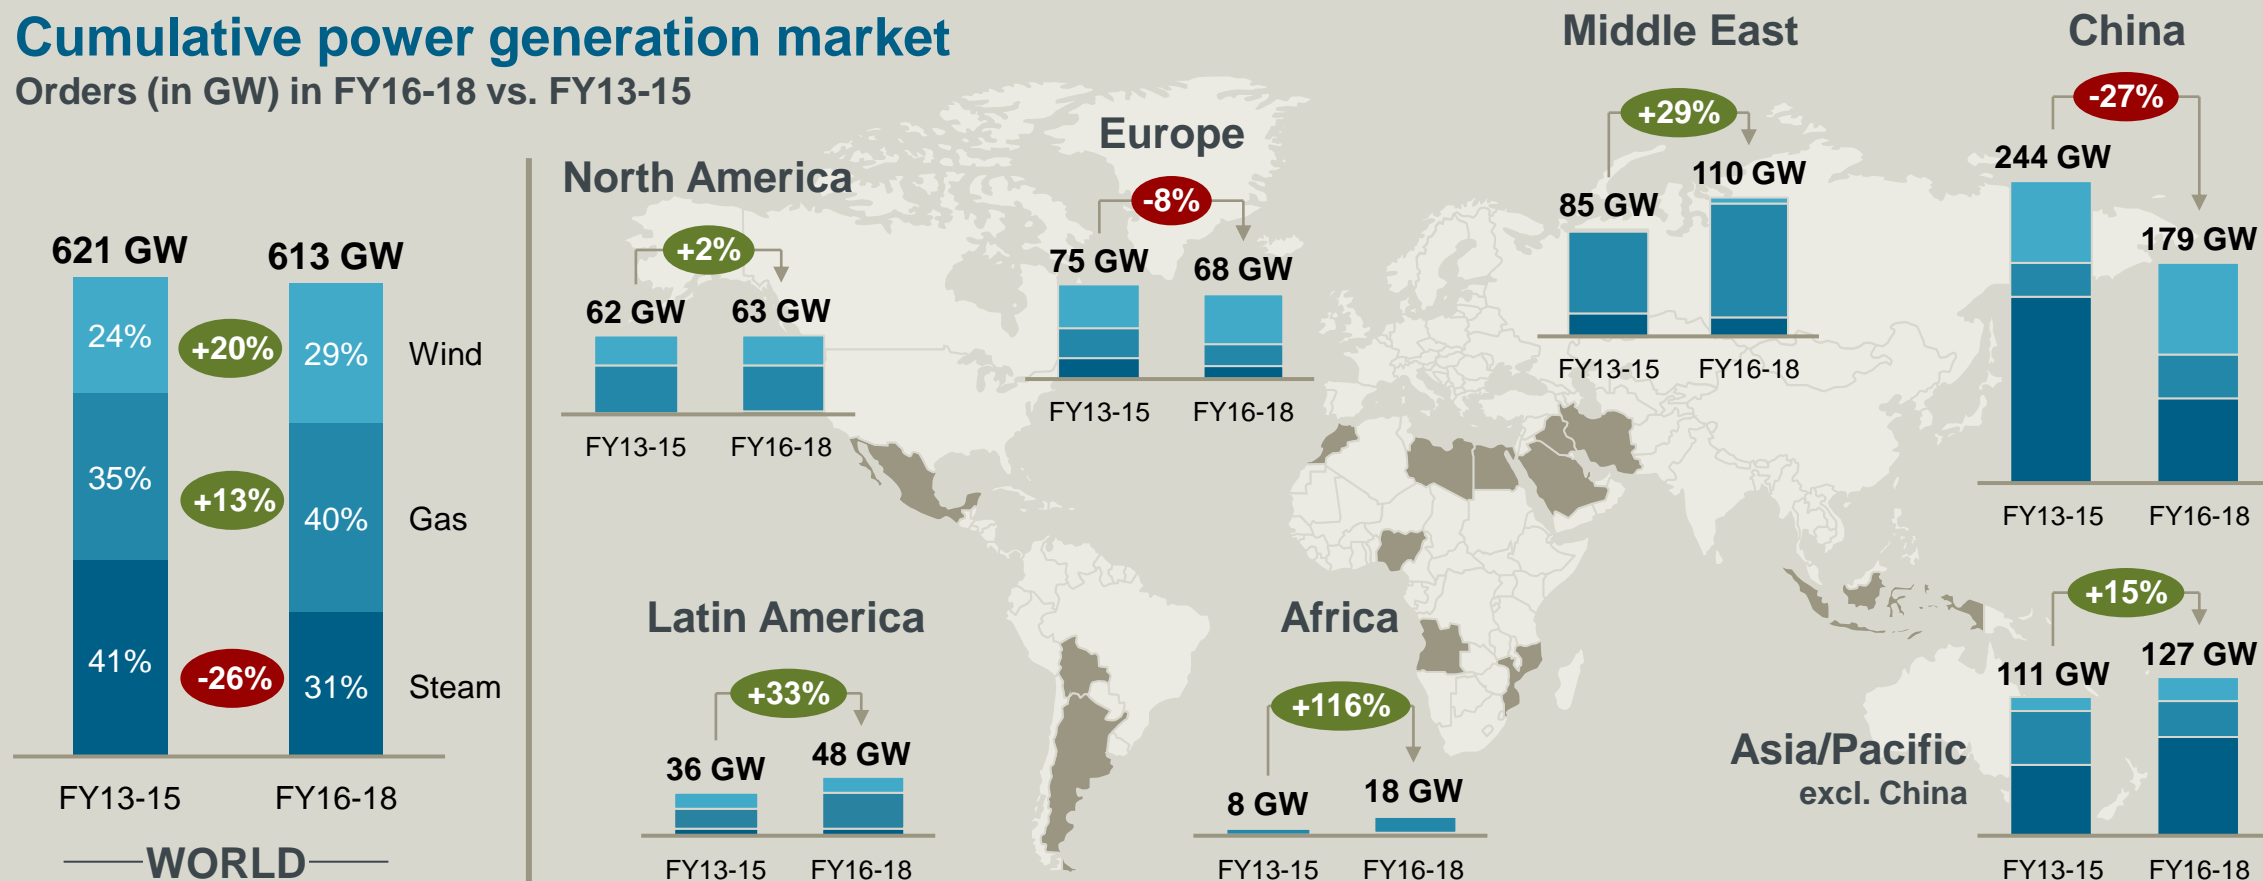 Cumulative power generation market
Orders (in GW) in FY16-18 vs. FY13-15
621 GW
613 GW
24%
+20%
29%
Wind
35%
+13%
40%
Gas
41%
-26%
31%
Steam
FY13-15
FY16-18
WORLD
North America
+2%
62 GW
63 GW
FY13-15
FY16-18
Europe
-8%
75 GW
68 GW
FY13-15
FY16-18
Middle East
+29%
85 GW
110 GW
FY13-15
FY16-18
China
-27%
244 GW
179 GW
FY13-15
FY16-18
Latin America
+33%
36 GW
48 GW
FY13-15
FY16-18
Africa
+116%
8 GW
18 GW
FY13-15
FY16-18
Asia/Pacific
excl. China
+15%
111 GW
127 GW
FY13-15
FY16-18